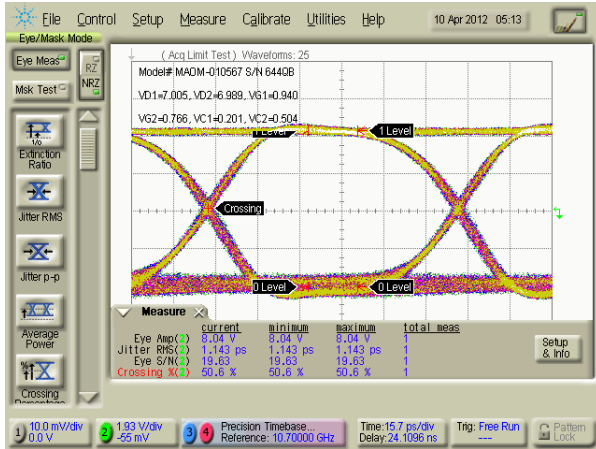 File Control Setup Measure Calibrate Utilities Help 10 Apr 2012 05:13
Eye/Mask Mode
Eye Meas
RZ
NRZ
Msk Test
(Acq Limit Test) Waveforms: 25
Model# MAOM-010567 S/N 644QB
VD1=7.005, VD2=6.989, VG1=0.940
VG2=0.766, VC1=0.201, VC2=0.504
1 Level 1 Level
Crossing
0 Level 0 Level
1/0
Extinction
Ratio
Jitter RMS
Jitter p-p
Average
Power
%
Crossing
Percentage
Measure
current minimum maximum total meas
Eye Amp(2) 8.04 V 8.04 V 8.04 V 1
Jitter RMS(2) 1.143 ps 1.143 ps 1.143 ps 1
Eye S/N(2) 19.63 19.63 19.63 1
Crossing %(2) 50.6 % 50.6 % 50.6 % 1
Setup
& Info
1 10.0 mV/div
0.0 V
2 1.93 V/div
-55 mV
3 4 Precision Timebase...
Reference: 10.70000 GHz
Time:15.7 ps/div
Delay:24.1096 ns
Trig: Free Run
---
Pattern
Lock